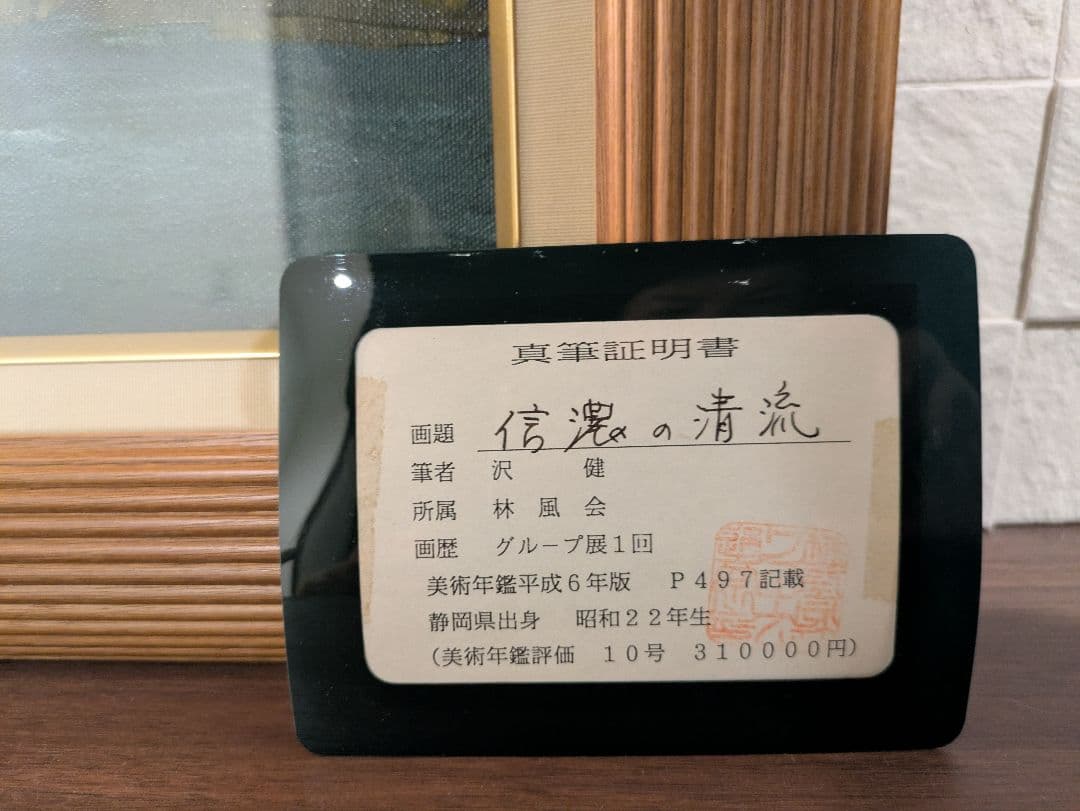 真筆証明書
画題 信濃の清流
筆者 沢 健
所属 林風会
画歴 グループ展1回
美術年鑑平成6年版 P497記載
静岡県出身 昭和22年生
(美術年鑑評価 10号 310000円)